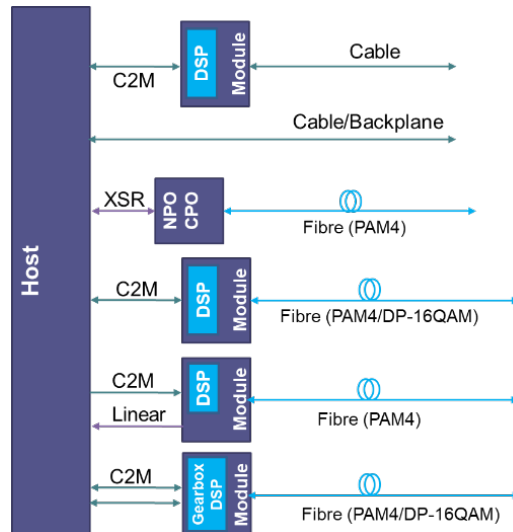 Host
C2M
DSP
Module
Cable
Cable/Backplane
XSR
NPO
CPO
Fibre (PAM4)
C2M
DSP
Module
Fibre (PAM4/DP-16QAM)
C2M
Linear
DSP
Module
Fibre (PAM4)
C2M
Gearbox
DSP
Module
Fibre (PAM4/DP-16QAM)